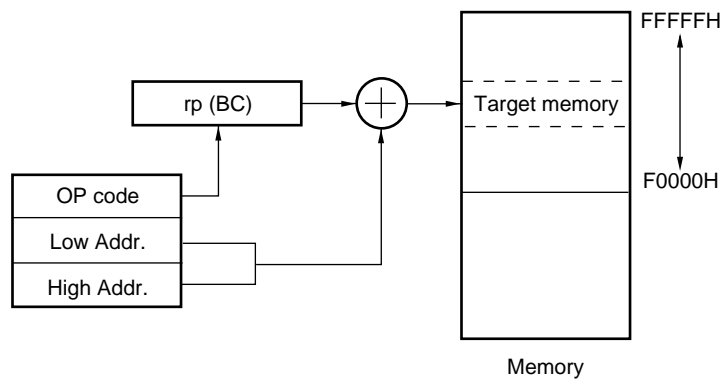 FFFFFH
rp (BC)
Target memory
F0000H
OP code
Low Addr.
High Addr.
Memory